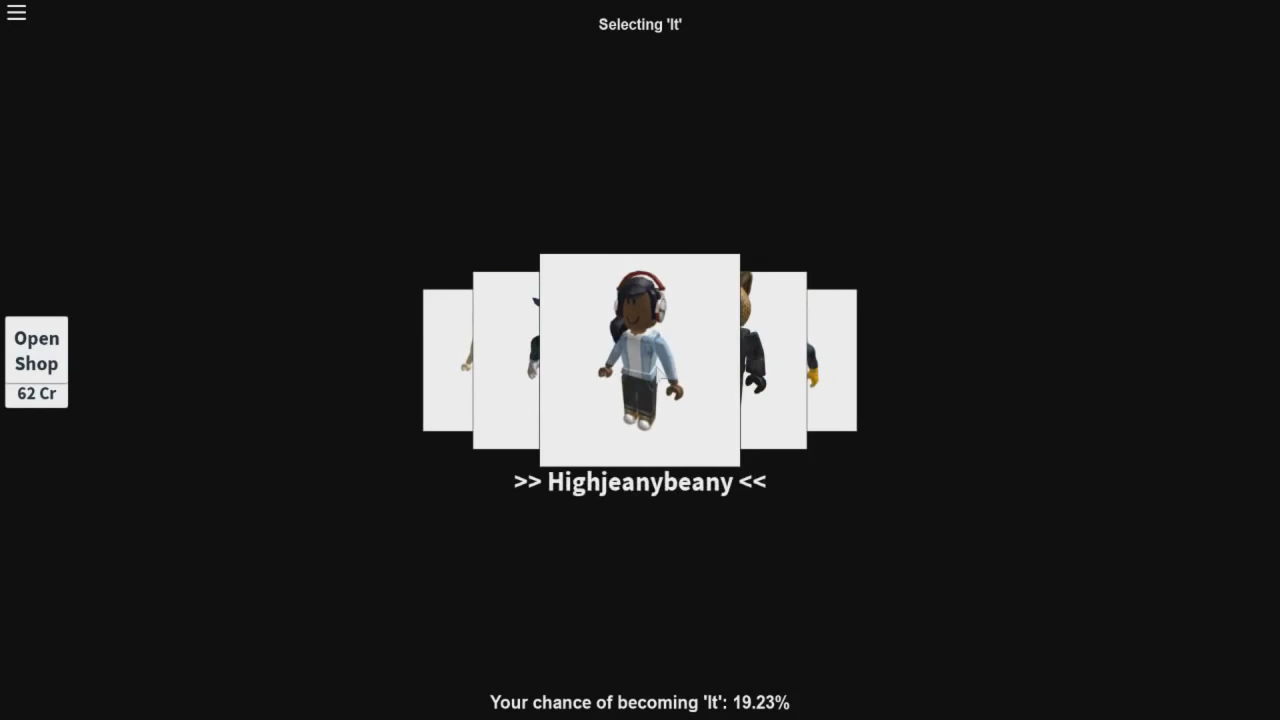 Selecting 'It'
Open
Shop
62 Cr
>> Highjeanybeany <<
Your chance of becoming 'It': 19.23%